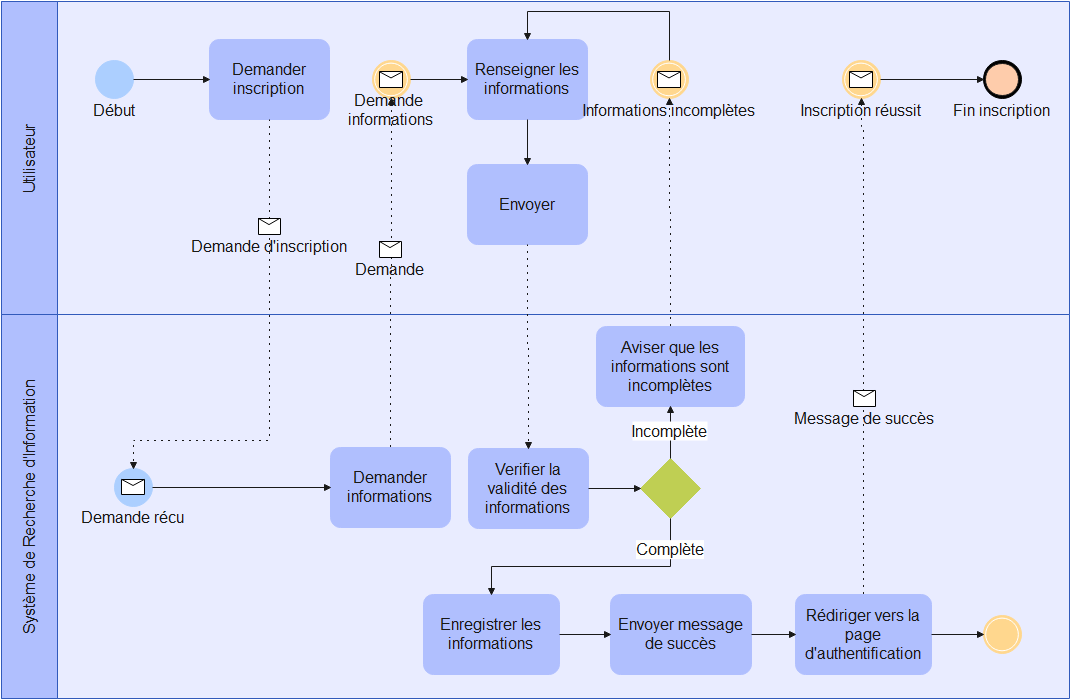 Utilisateur
Début
Demander
inscription
Demande
informations
Renseigner les
informations
Informations incomplètes
Inscription réussit
Fin inscription
Envoyer
Demande d'inscription
Demande
Système de Recherche d'Information
Aviser que les
informations sont
incomplètes
Message de succès
Incomplète
Demande récu
Demander
informations
Verifier la
validité des
informations
Complète
Enregistrer les
informations
Envoyer message
de succès
Rédiriger vers la
page
d'authentification